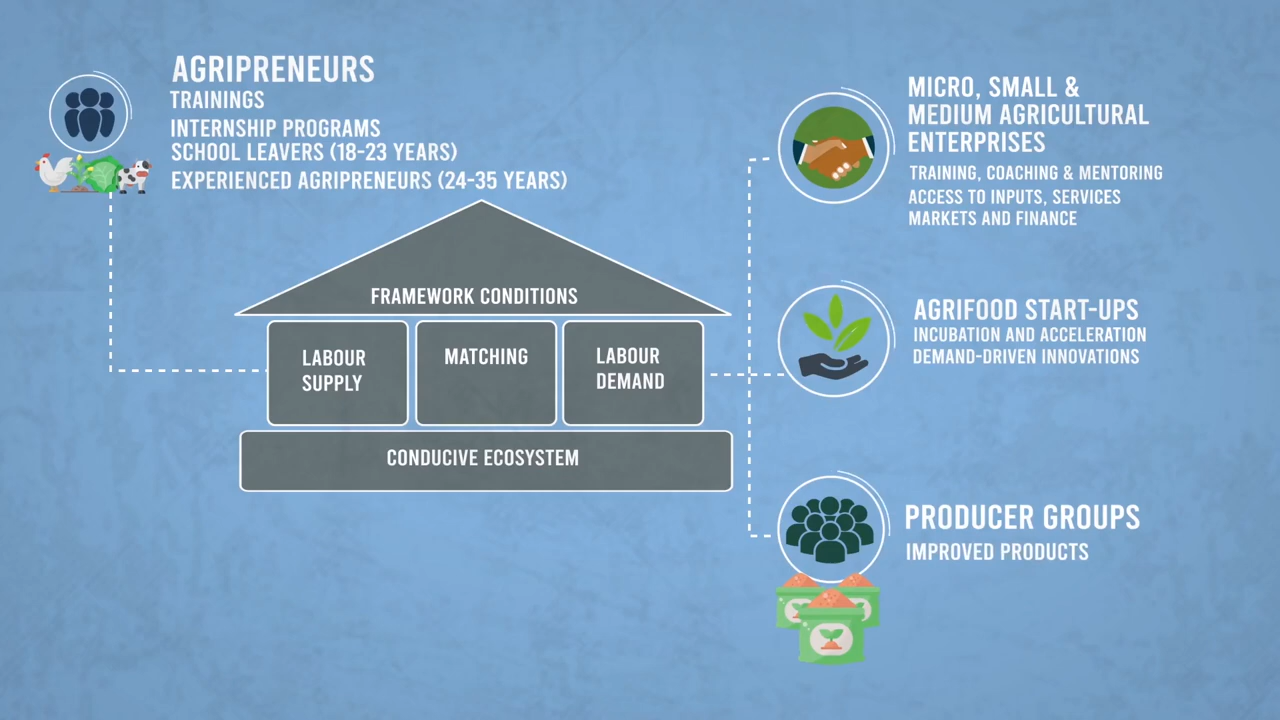 AGRIPRENEURS
TRAININGS
INTERNSHIP PROGRAMS
SCHOOL LEAVERS (18-23 YEARS)
EXPERIENCED AGRIPRENEURS (24-35 YEARS)
FRAMEWORK CONDITIONS
LABOUR
SUPPLY
MATCHING
LABOUR
DEMAND
CONDUCIVE ECOSYSTEM
MICRO, SMALL &
MEDIUM AGRICULTURAL
ENTERPRISES
TRAINING, COACHING & MENTORING
ACCESS TO INPUTS, SERVICES
MARKETS AND FINANCE
AGRIFOOD START-UPS
INCUBATION AND ACCELERATION
DEMAND-DRIVEN INNOVATIONS
PRODUCER GROUPS
IMPROVED PRODUCTS